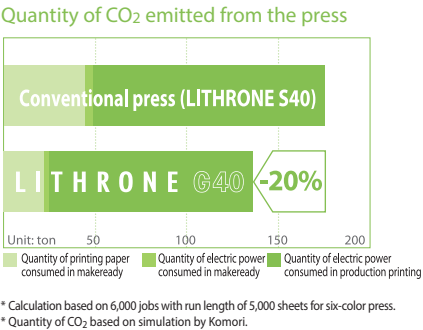 Quantity of CO2 emitted from the press
Conventional press (LITHRONE S40)
LITHRONE G40
-20%
Unit: ton 50 100 150 200
Quantity of printing paper consumed in makeready
Quantity of electric power consumed in makeready
Quantity of electric power consumed in production printing
* Calculation based on 6,000 jobs with run length of 5,000 sheets for six-color press.
* Quantity of CO2 based on simulation by Komori.